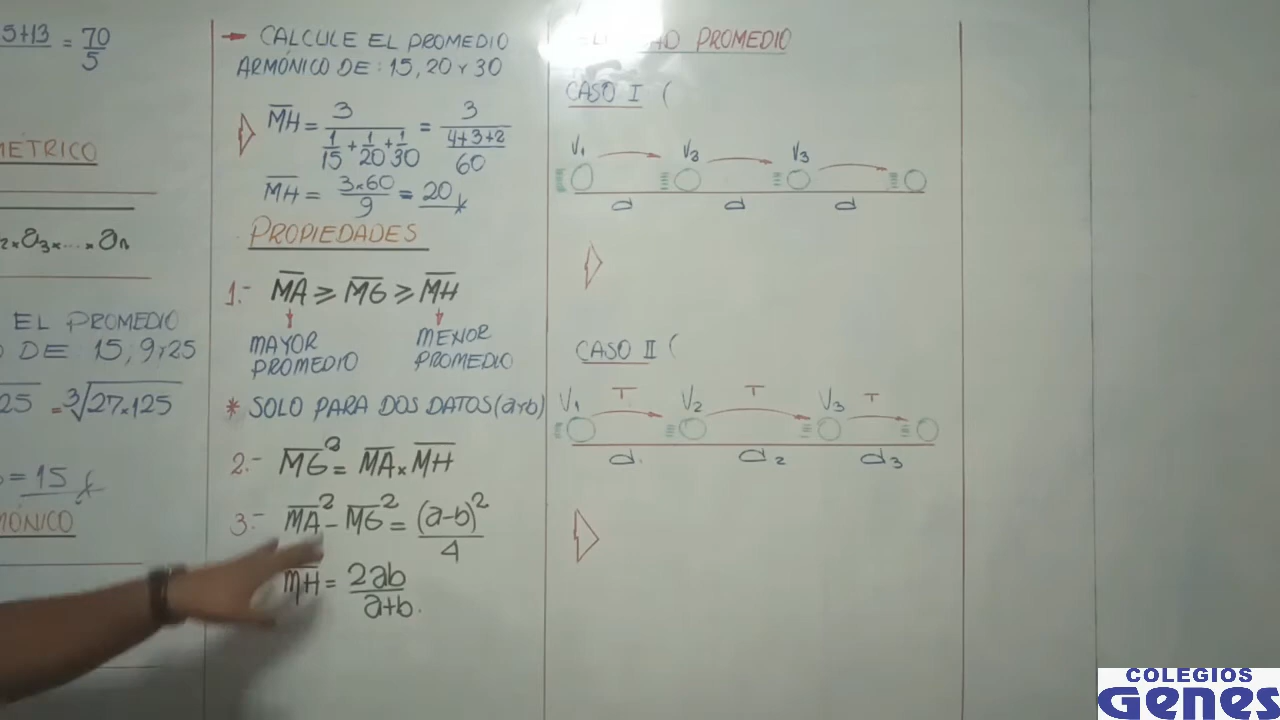 5+13 = 70
5
METRICO
2×a3×....×an
EL PROMEDIO
DE 15, 9 y 25
25 = ∛27×125
= 15
MÓNICO
→ CALCULE EL PROMEDIO
ARMÓNICO DE: 15, 20 Y 30
MH = 3 / (1/15 + 1/20 + 1/30) = 3 / ((4+3+2)/60)
MH = 3×60 / 9 = 20
PROPIEDADES
1.- MA ≥ MG ≥ MH
MAYOR PROMEDIO
MENOR PROMEDIO
* SOLO PARA DOS DATOS (a y b)
2.- MG² = MA × MH
3.- MA² - MG² = (a-b)² / 4
MH = 2ab / a+b.
PROMEDIO
CASO I (
V1 V2 V3
d d d
CASO II (
V1 T V2 T V3 T
d. d2 d3
COLEGIOS
Genes